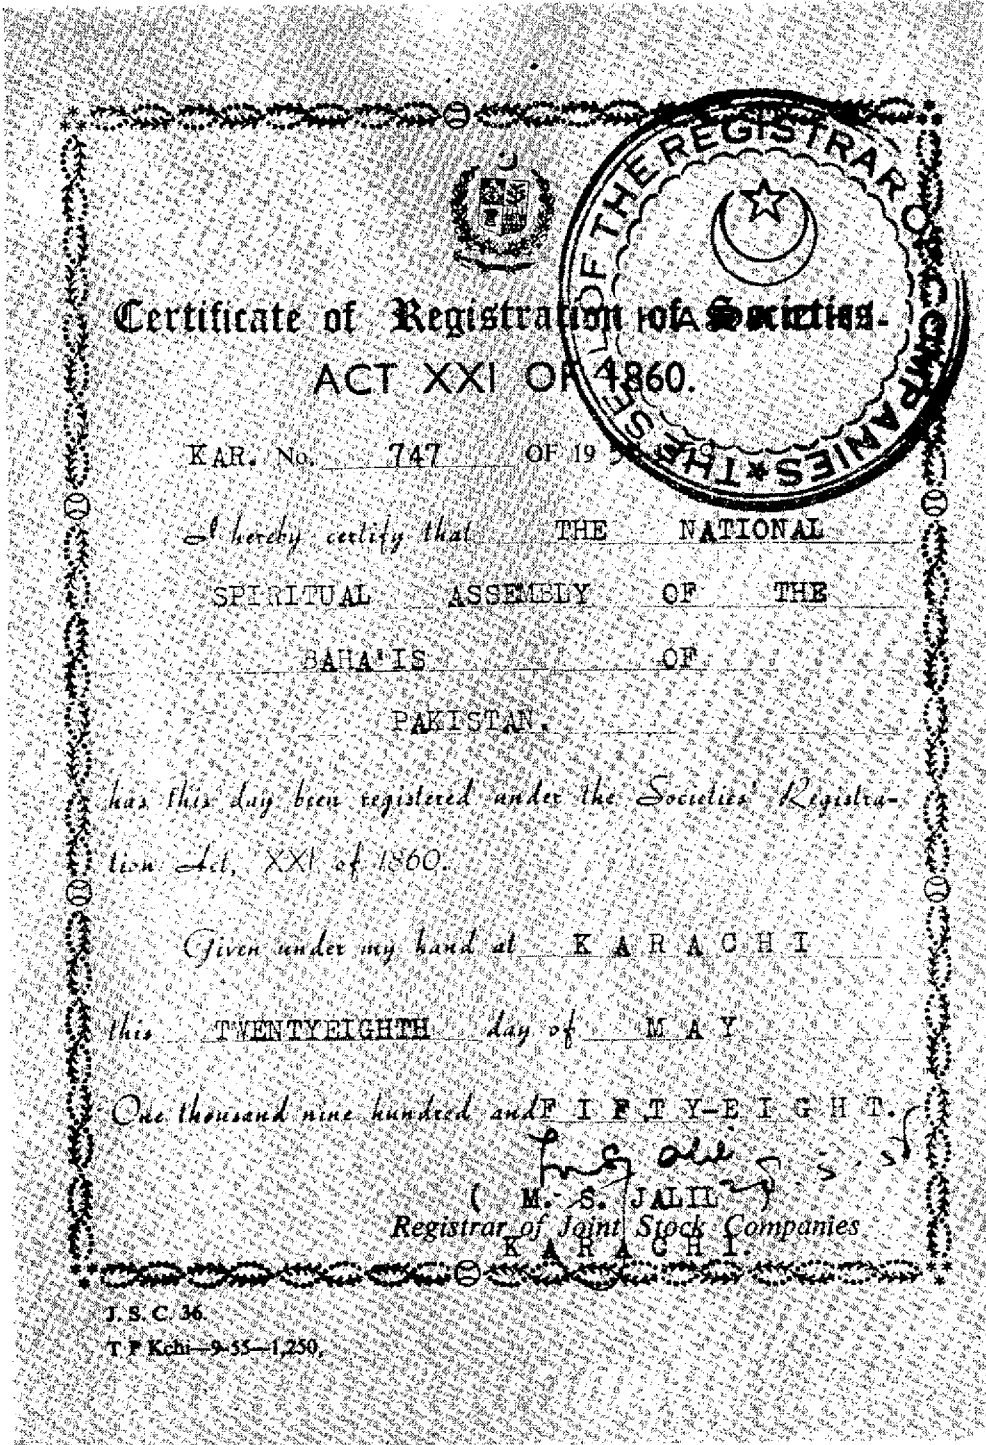 THE SEAL OF THE REGISTRAR OF COMPANIES
Certificate of Registration of Societies.
ACT XXI OF 1860.
KAR. No. 747 OF 19
I hereby certify that THE NATIONAL
SPIRITUAL ASSEMBLY OF THE
BAHA'IS OF
PAKISTAN.
has this day been registered under the Societies' Registra-
tion Act, XXI of 1860.
Given under my hand at KARACHI
this TWENTYEIGHTH day of MAY
One thousand nine hundred and FIFTY-EIGHT.
( M. S. JALIL )
Registrar of Joint Stock Companies
KARACHI.
J. S. C. 36.
T P Kchi—9-55—1,250,